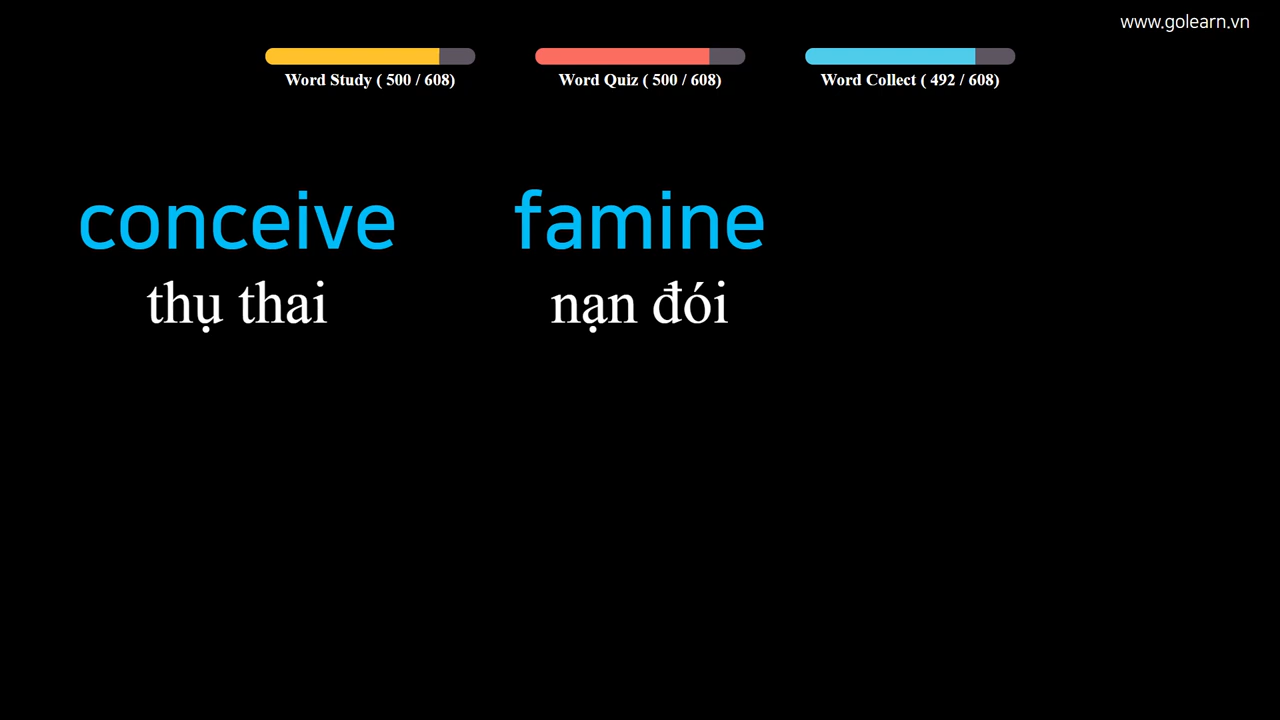 www.golearn.vn
Word Study ( 500 / 608)
Word Quiz ( 500 / 608)
Word Collect ( 492 / 608)
conceive
thụ thai
famine
nạn đói